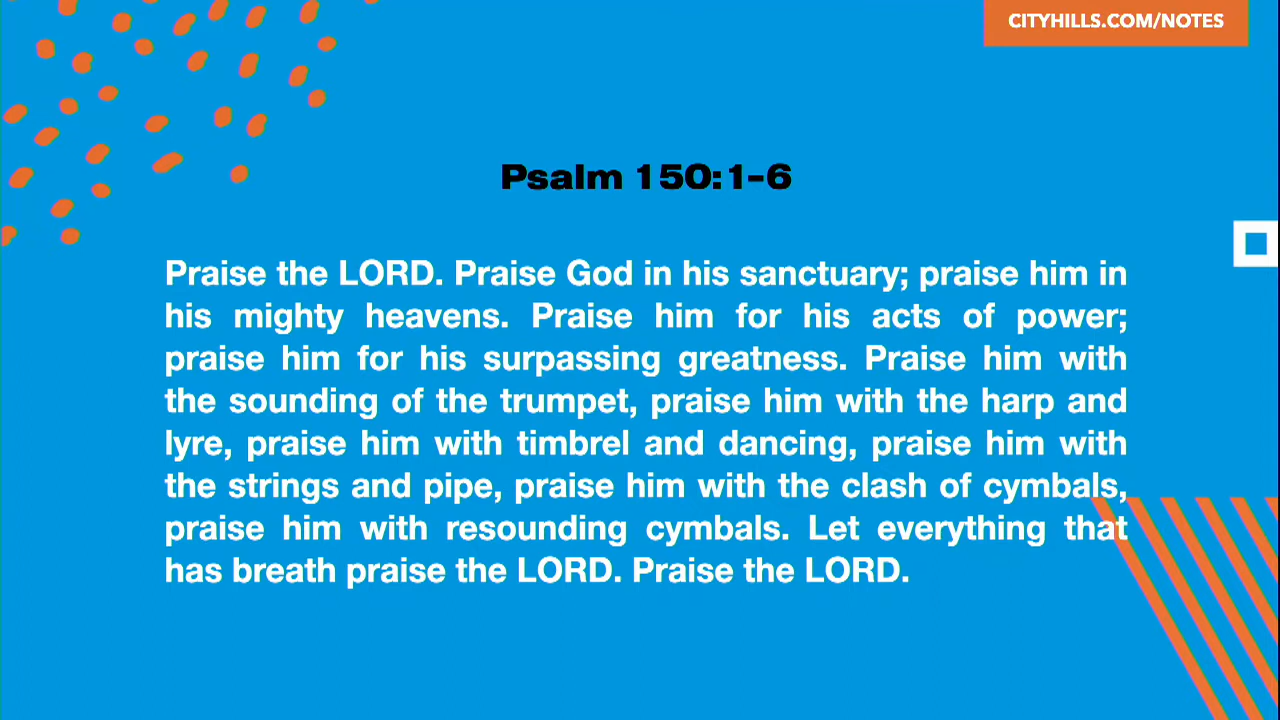 CITYHILLS.COM/NOTES
Psalm 150:1-6
Praise the LORD. Praise God in his sanctuary; praise him in
his mighty heavens. Praise him for his acts of power;
praise him for his surpassing greatness. Praise him with
the sounding of the trumpet, praise him with the harp and
lyre, praise him with timbrel and dancing, praise him with
the strings and pipe, praise him with the clash of cymbals,
praise him with resounding cymbals. Let everything that
has breath praise the LORD. Praise the LORD.